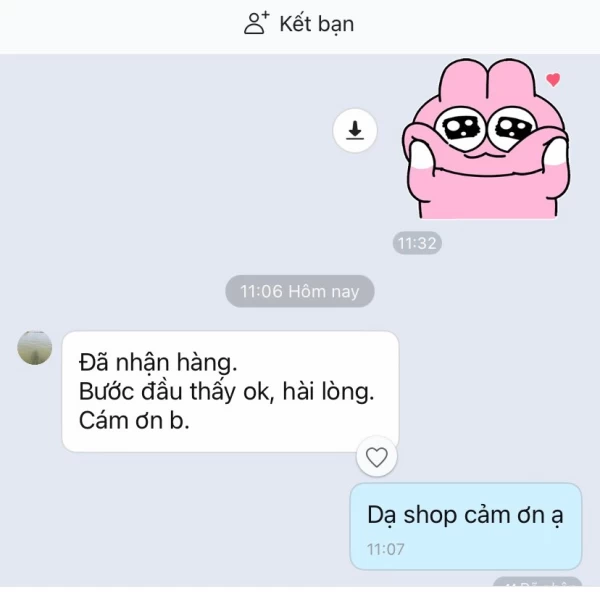 Kết bạn
11:32
11:06 Hôm nay
Đã nhận hàng.
Bước đầu thấy ok, hài lòng.
Cám ơn b.
Dạ shop cảm ơn ạ
11:07